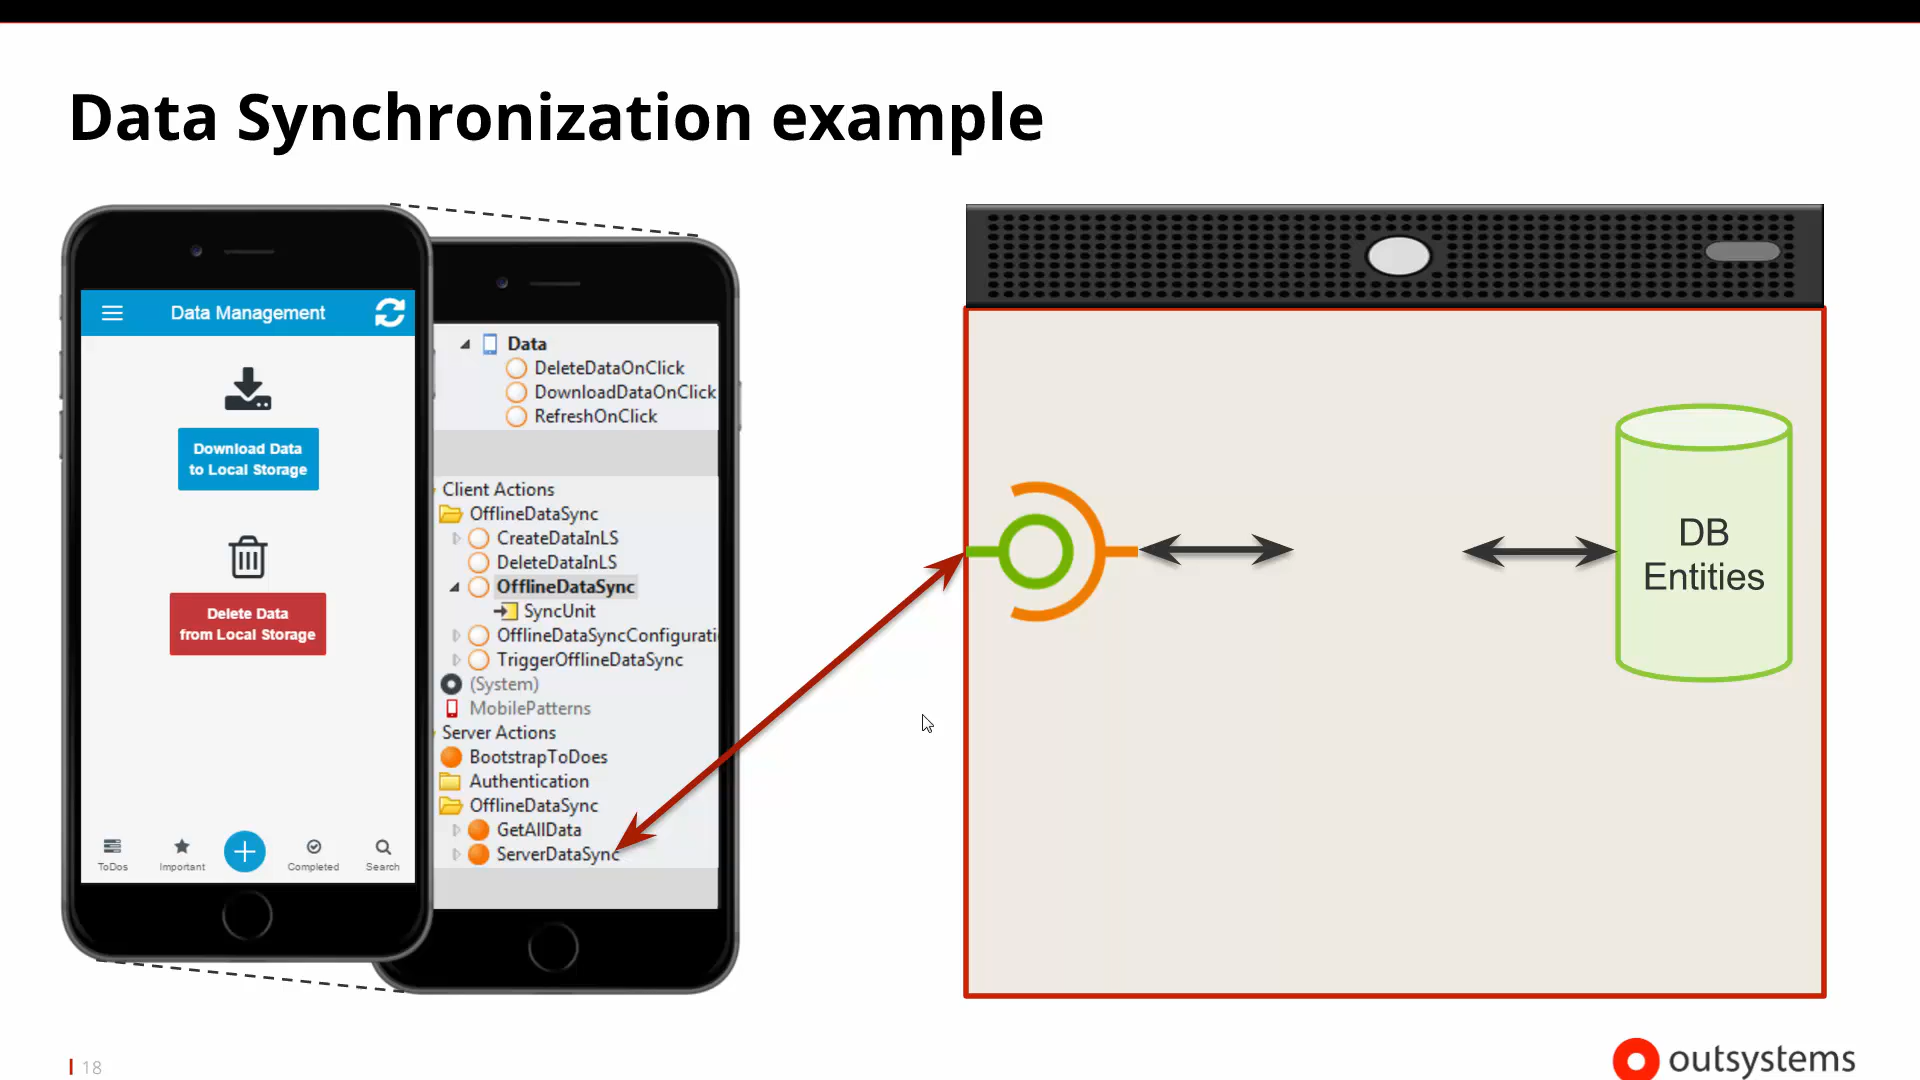 Data Synchronization example
Data Management
Download Data
to Local Storage
Delete Data
from Local Storage
ToDos
Important
Completed
Search
Data
DeleteDataOnClick
DownloadDataOnClick
RefreshOnClick
Client Actions
OfflineDataSync
CreateDataInLS
DeleteDataInLS
OfflineDataSync
SyncUnit
OfflineDataSyncConfigurati
TriggerOfflineDataSync
(System)
MobilePatterns
Server Actions
BootstrapToDoes
Authentication
OfflineDataSync
GetAllData
ServerDataSync
DB
Entities
18
outsystems